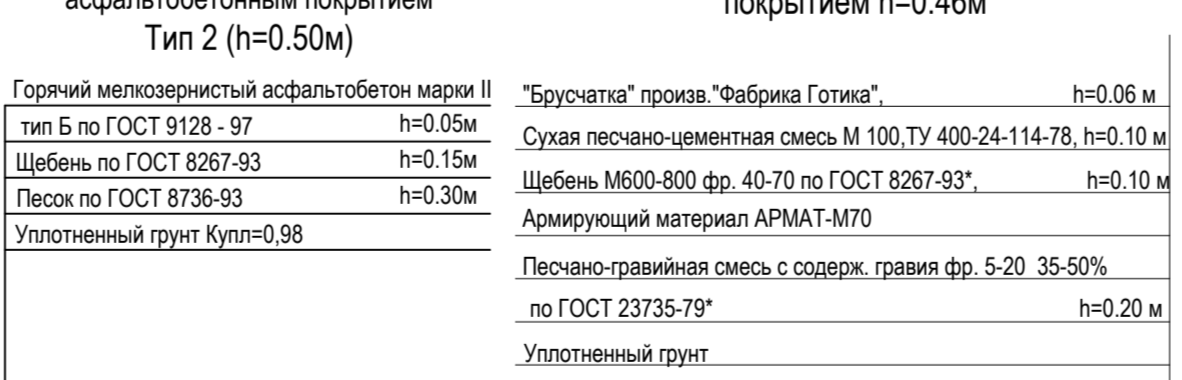 асфальтобетонным покрытием
Тип 2 (h=0.50м)
Горячий мелкозернистый асфальтобетон марки II
тип Б по ГОСТ 9128 - 97 h=0.05м
Щебень по ГОСТ 8267-93 h=0.15м
Песок по ГОСТ 8736-93 h=0.30м
Уплотненный грунт Купл=0,98
покрытием h=0.46м
"Брусчатка" произв."Фабрика Готика", h=0.06 м
Сухая песчано-цементная смесь М 100,ТУ 400-24-114-78, h=0.10 м
Щебень М600-800 фр. 40-70 по ГОСТ 8267-93*, h=0.10 м
Армирующий материал АРМАТ-М70
Песчано-гравийная смесь с содерж. гравия фр. 5-20 35-50%
по ГОСТ 23735-79* h=0.20 м
Уплотненный грунт